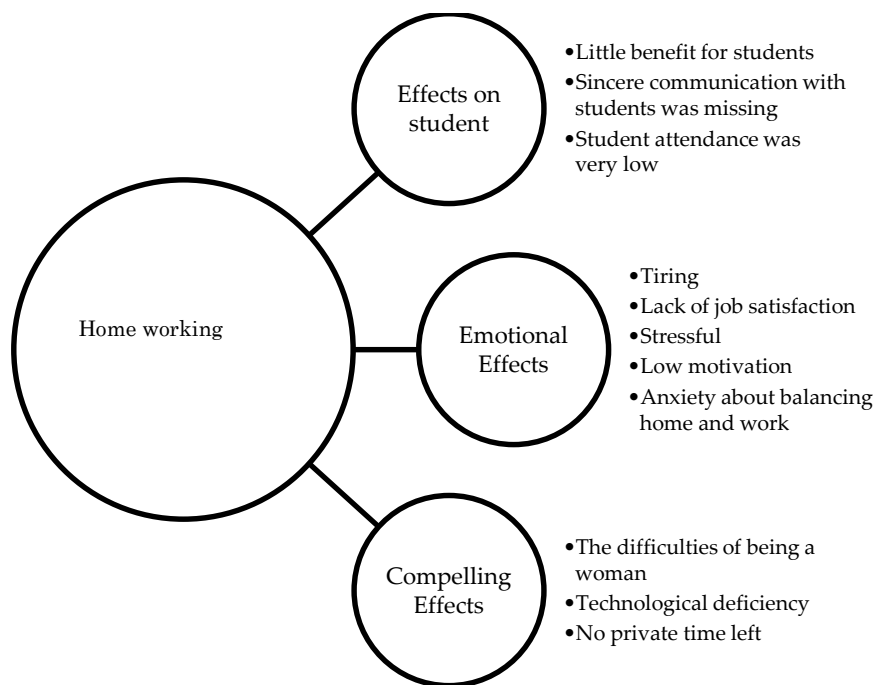 Home working
Effects on
student
•Little benefit for students
•Sincere communication with
students was missing
•Student attendance was
very low
Emotional
Effects
•Tiring
•Lack of job satisfaction
•Stressful
•Low motivation
•Anxiety about balancing
home and work
Compelling
Effects
•The difficulties of being a
woman
•Technological deficiency
•No private time left